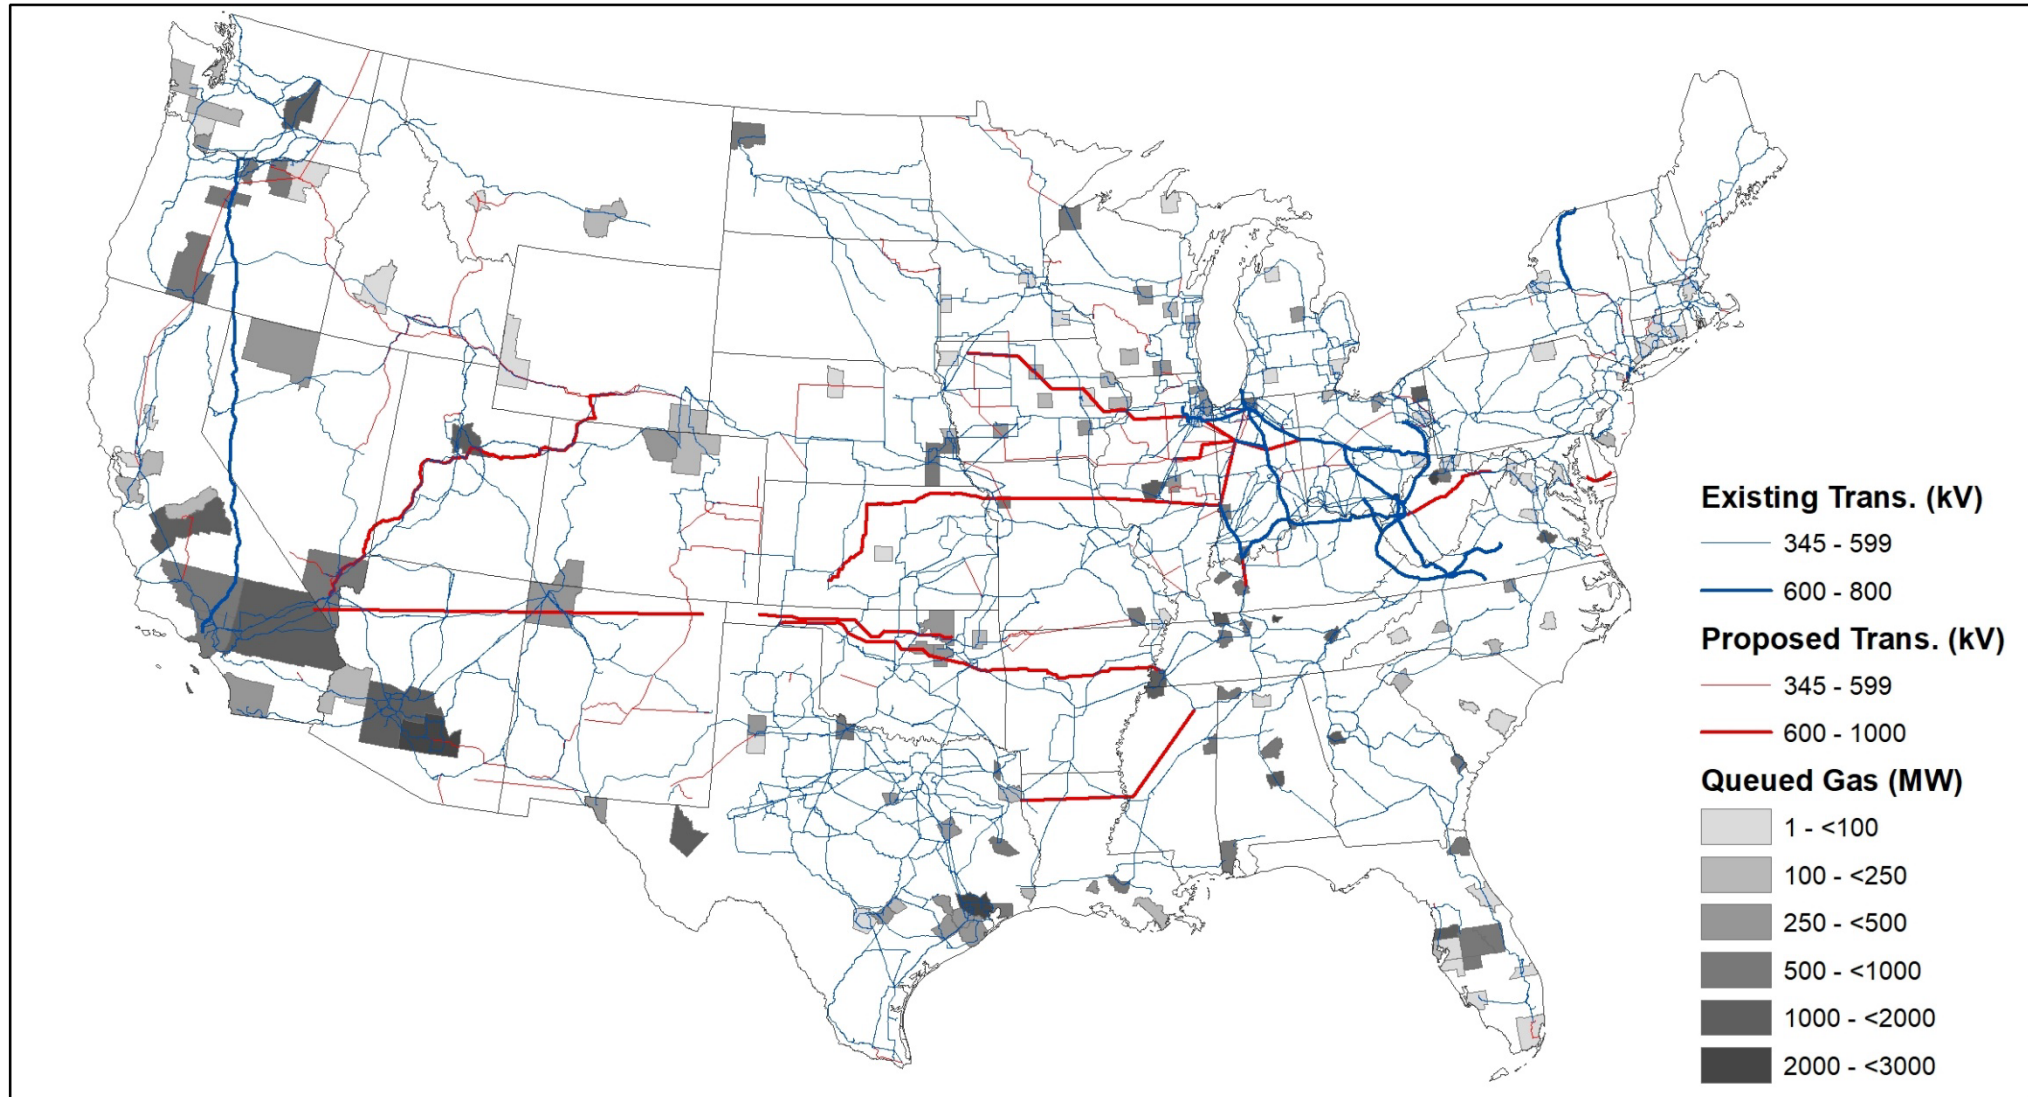 Existing Trans. (kV)
345 - 599
600 - 800
Proposed Trans. (kV)
345 - 599
600 - 1000
Queued Gas (MW)
1 - <100
100 - <250
250 - <500
500 - <1000
1000 - <2000
2000 - <3000